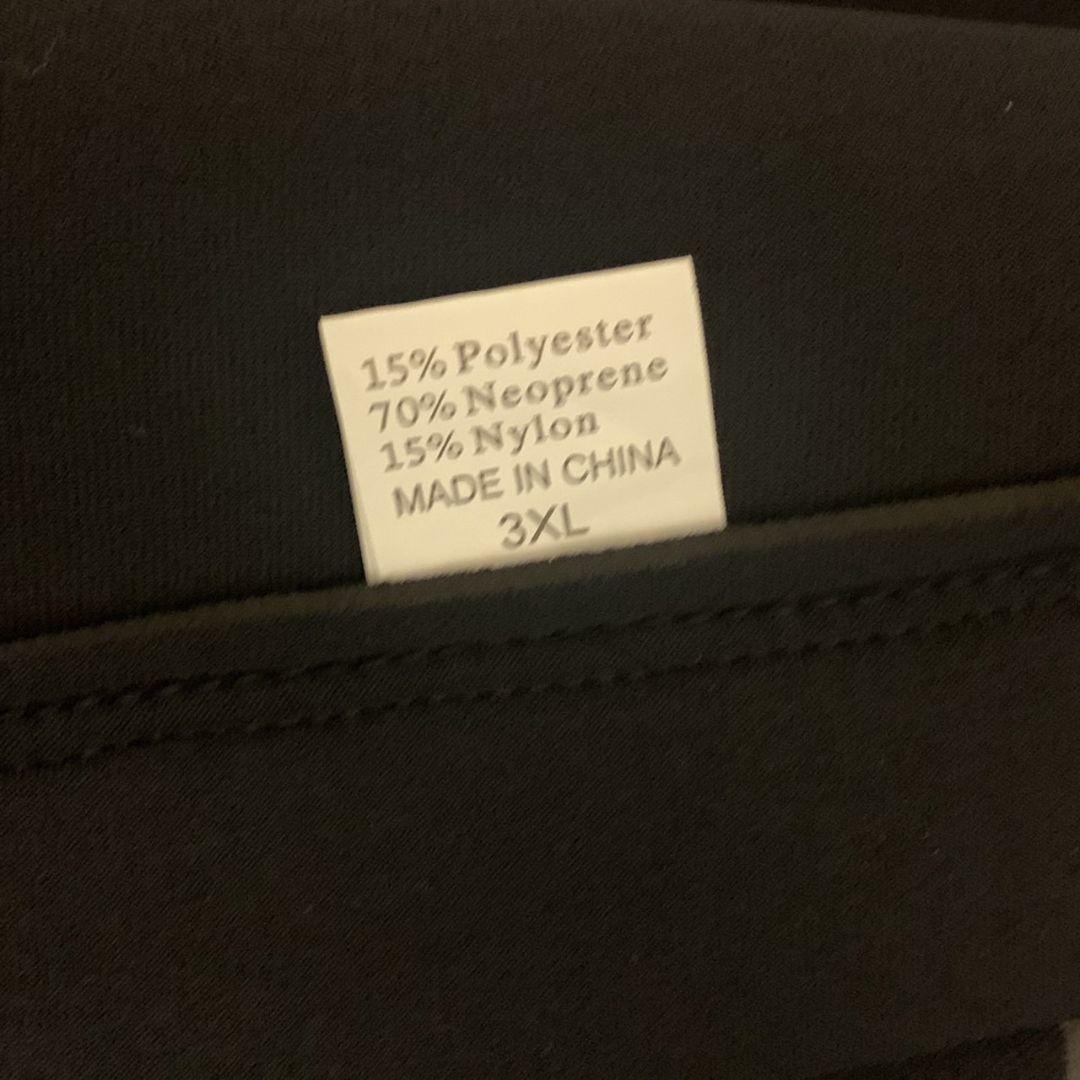 15% Polyester
70% Neoprene
15% Nylon
MADE IN CHINA
3XL